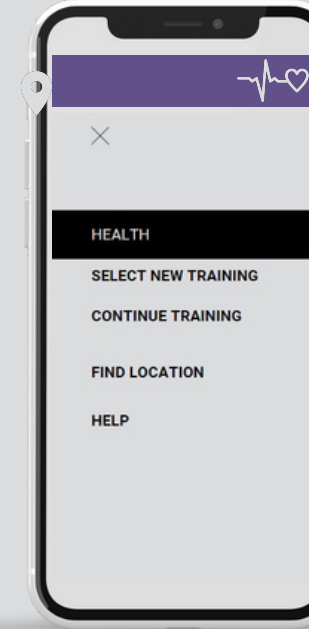 HEALTH
SELECT NEW TRAINING
CONTINUE TRAINING
FIND LOCATION
HELP